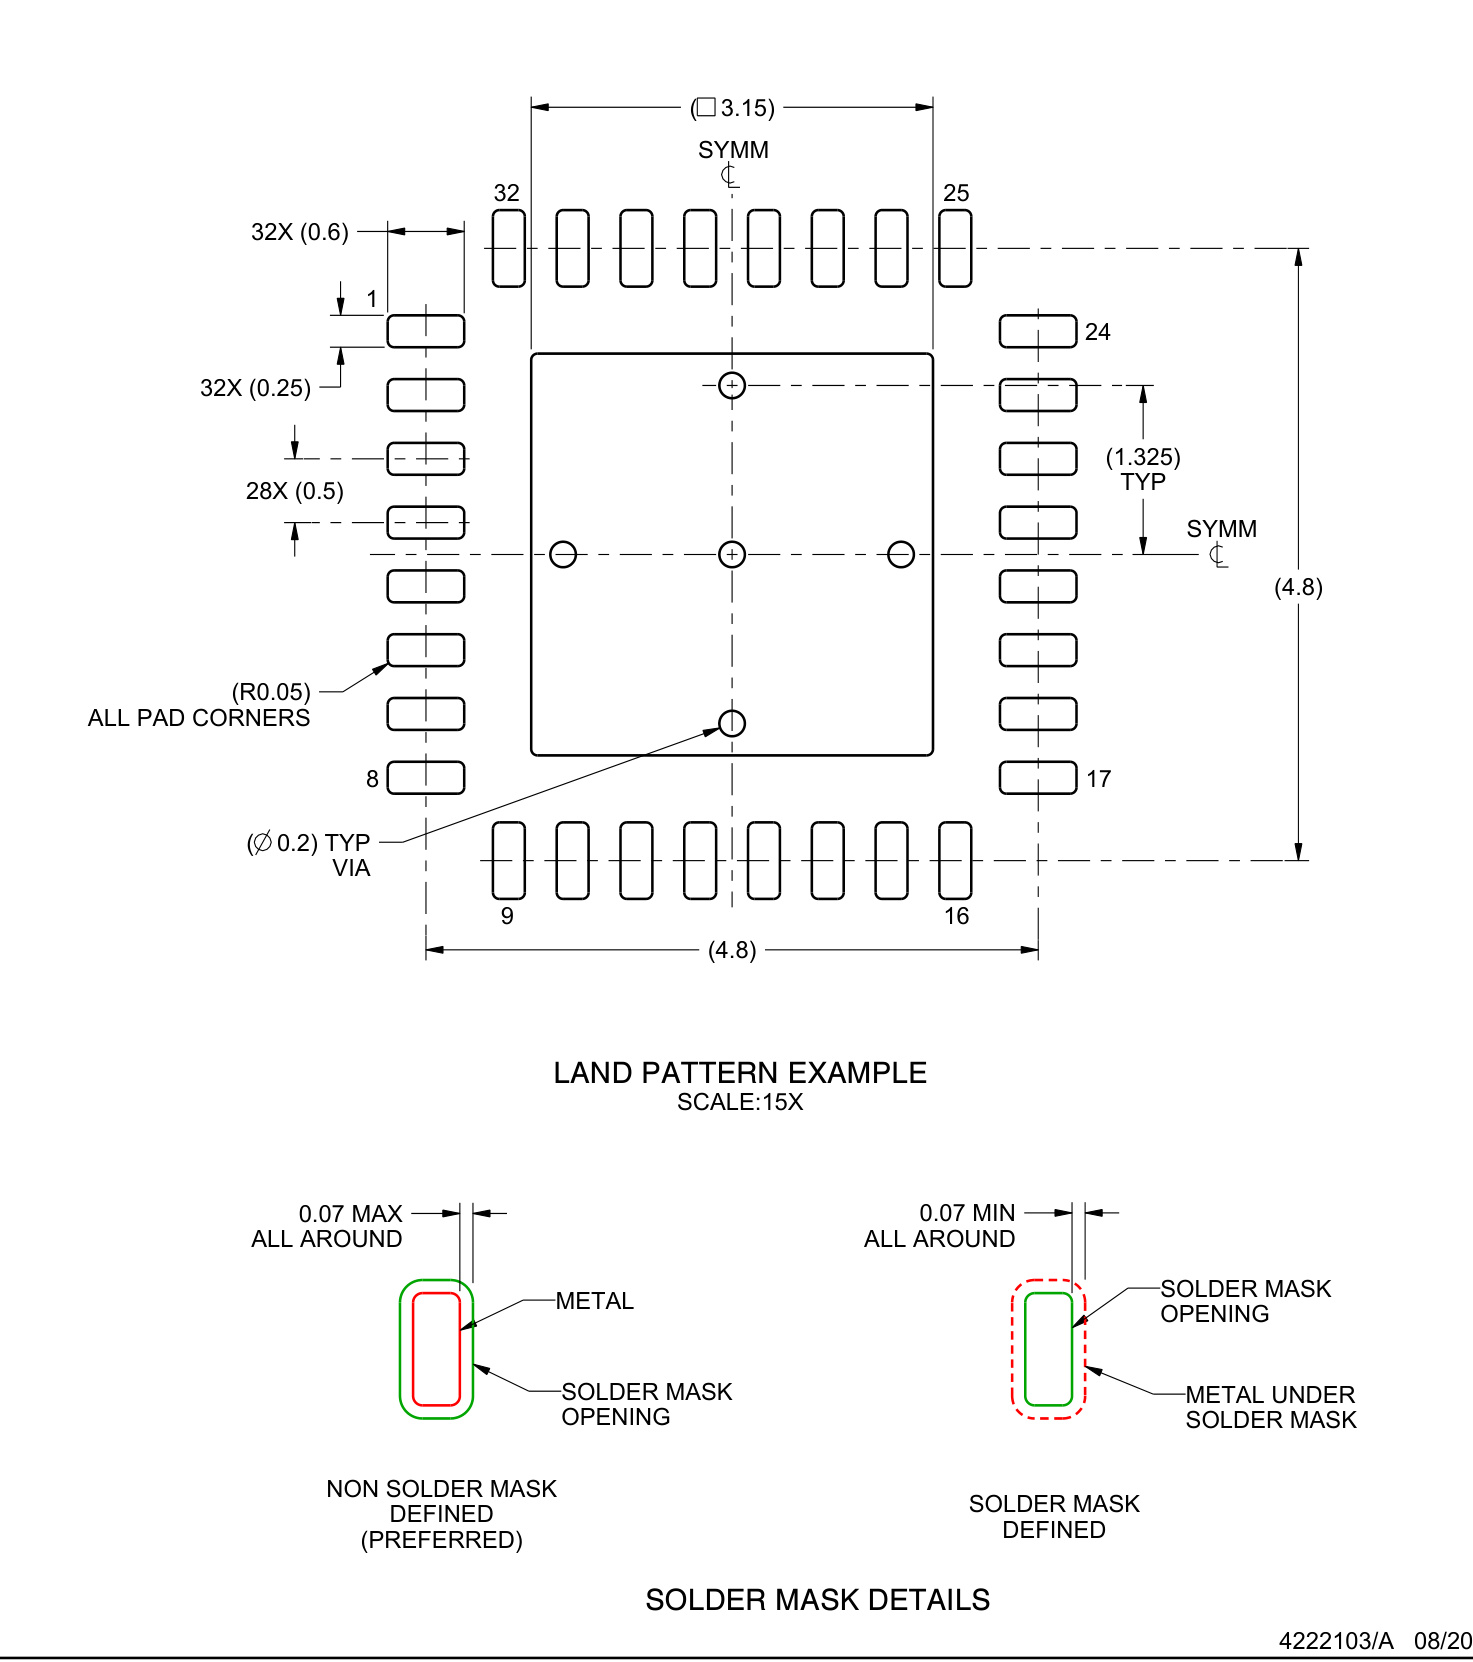 (□ 3.15)
SYMM
℄
32
25
32X (0.6)
1
24
32X (0.25)
(1.325)
TYP
28X (0.5)
SYMM
℄
(4.8)
(R0.05)
ALL PAD CORNERS
8
17
(∅ 0.2) TYP
VIA
9
16
(4.8)
LAND PATTERN EXAMPLE
SCALE:15X
0.07 MAX
ALL AROUND
METAL
SOLDER MASK
OPENING
NON SOLDER MASK
DEFINED
(PREFERRED)
0.07 MIN
ALL AROUND
SOLDER MASK
OPENING
METAL UNDER
SOLDER MASK
SOLDER MASK
DEFINED
SOLDER MASK DETAILS
4222103/A 08/20